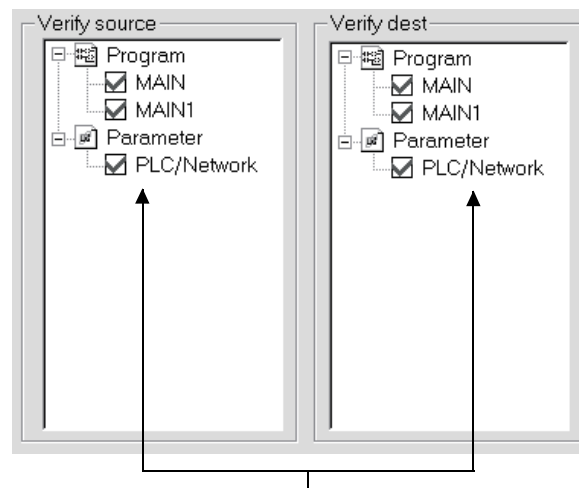 Verify source
Program
MAIN
MAIN1
Parameter
PLC/Network
Verify dest
Program
MAIN
MAIN1
Parameter
PLC/Network